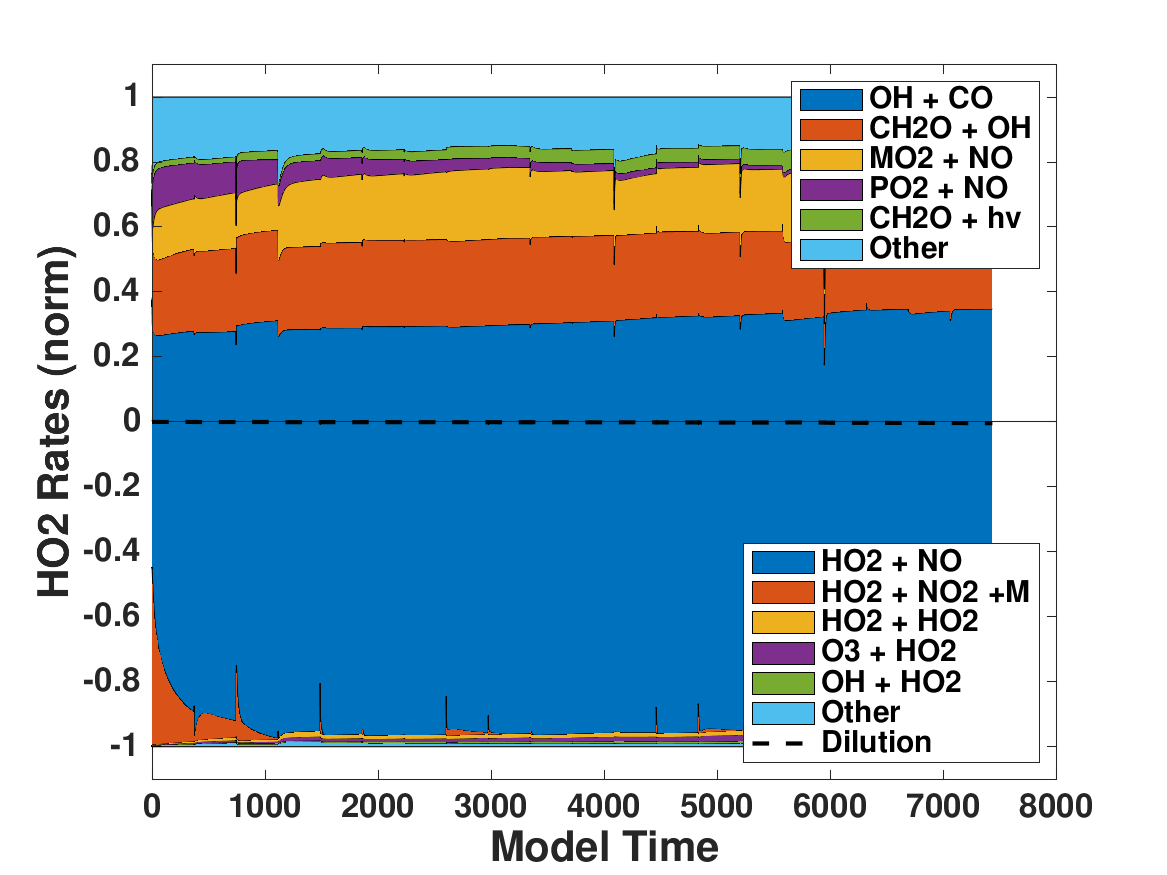 HO2 Rates (norm)
1
0.8
0.6
0.4
0.2
0
-0.2
-0.4
-0.6
-0.8
-1
OH + CO
CH2O + OH
MO2 + NO
PO2 + NO
CH2O + hv
Other
HO2 + NO
HO2 + NO2 +M
HO2 + HO2
O3 + HO2
OH + HO2
Other
Dilution
0 1000 2000 3000 4000 5000 6000 7000 8000
Model Time